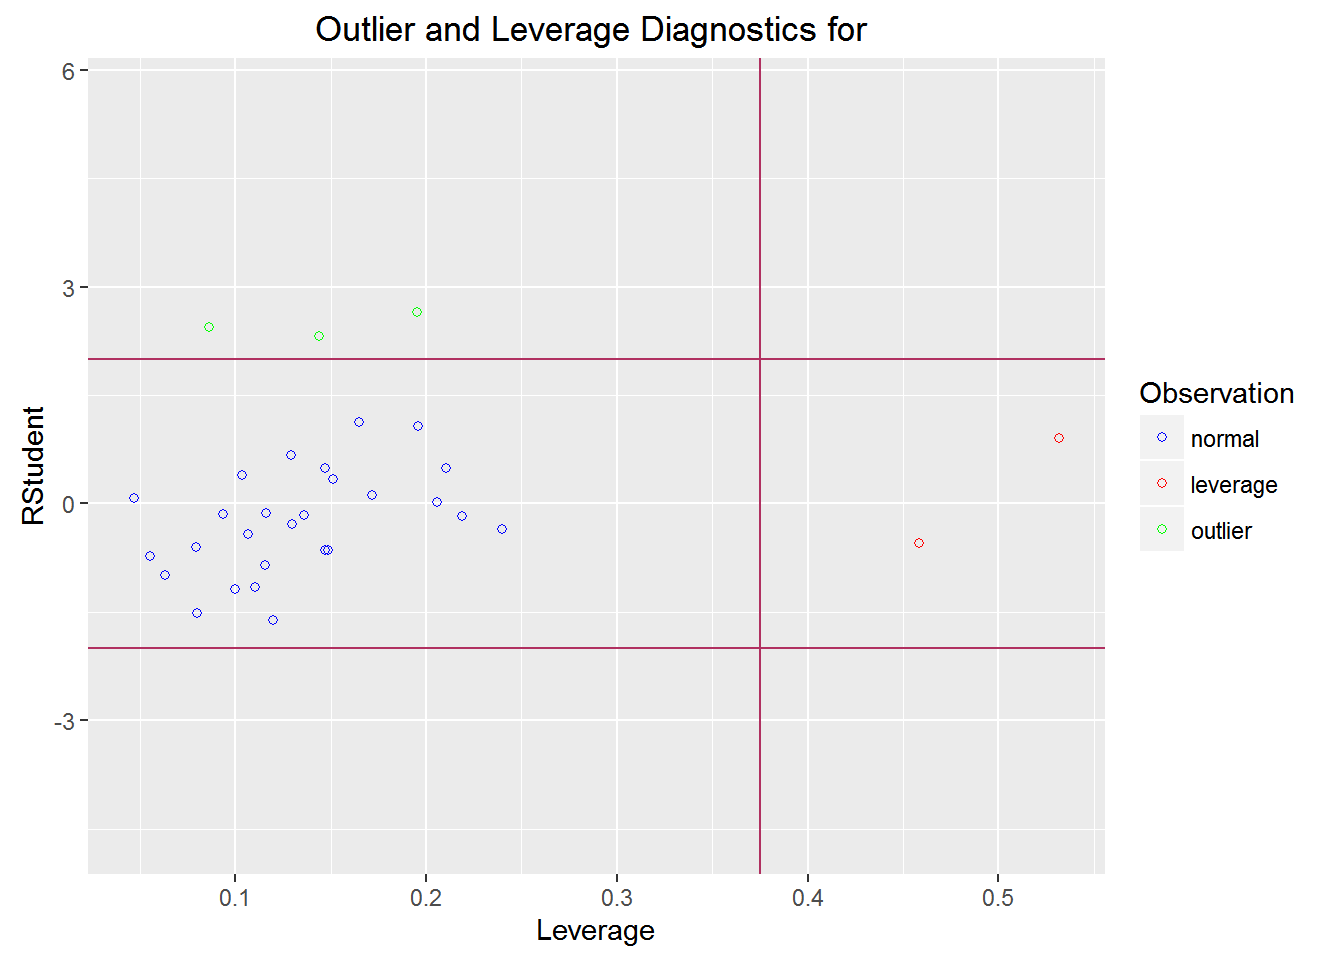 Outlier and Leverage Diagnostics for
6
3
0
-3
RStudent
0.1 0.2 0.3 0.4 0.5
Leverage
Observation
normal
leverage
outlier